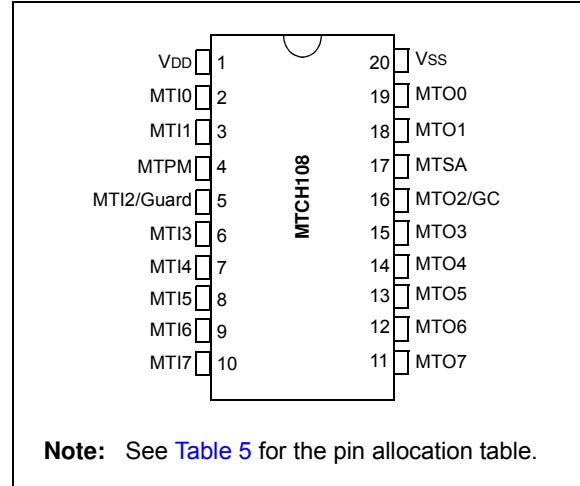 VDD 1 20 VSS
MTI0 2 19 MTO0
MTI1 3 18 MTO1
MTPM 4 17 MTSA
MTI2/Guard 5 16 MTO2/GC
MTI3 6 15 MTO3
MTI4 7 14 MTO4
MTI5 8 13 MTO5
MTI6 9 12 MTO6
MTI7 10 11 MTO7
MTCH108
Note: See Table 5 for the pin allocation table.